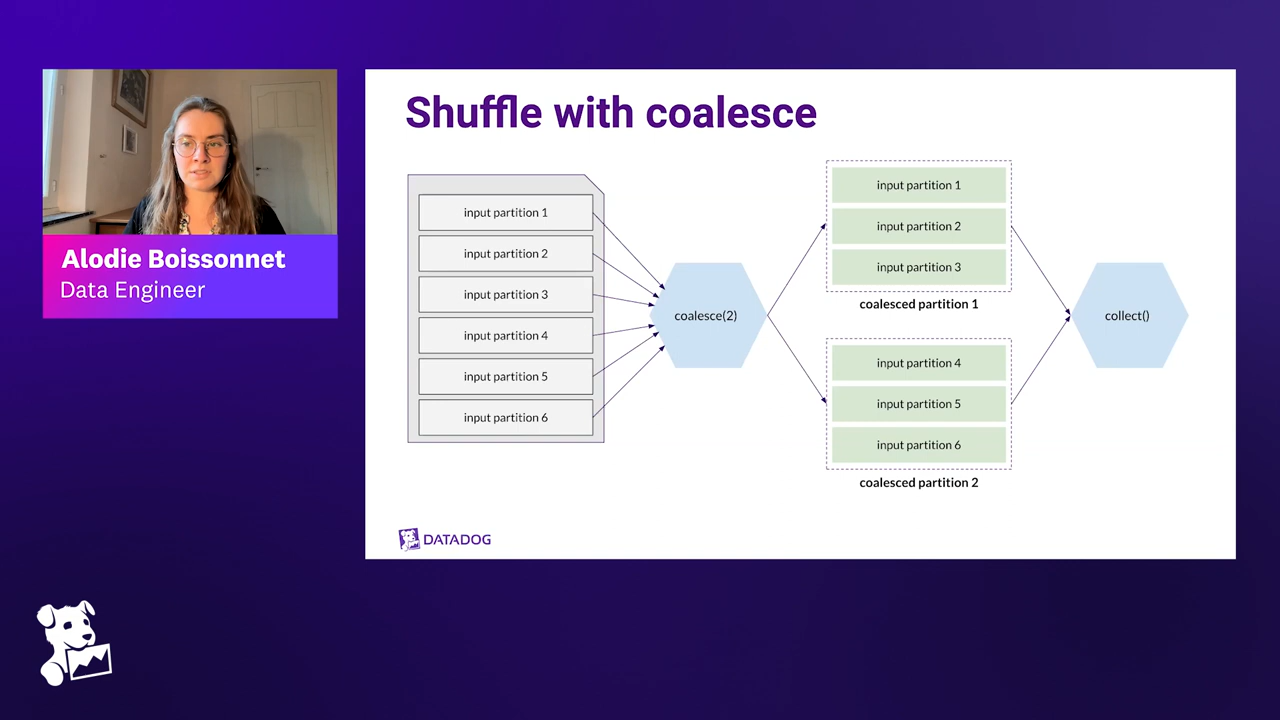 Alodie Boissonnet
Data Engineer
Shuffle with coalesce
input partition 1
input partition 2
input partition 3
input partition 4
input partition 5
input partition 6
coalesce(2)
input partition 1
input partition 2
input partition 3
coalesced partition 1
input partition 4
input partition 5
input partition 6
coalesced partition 2
collect()
DATADOG